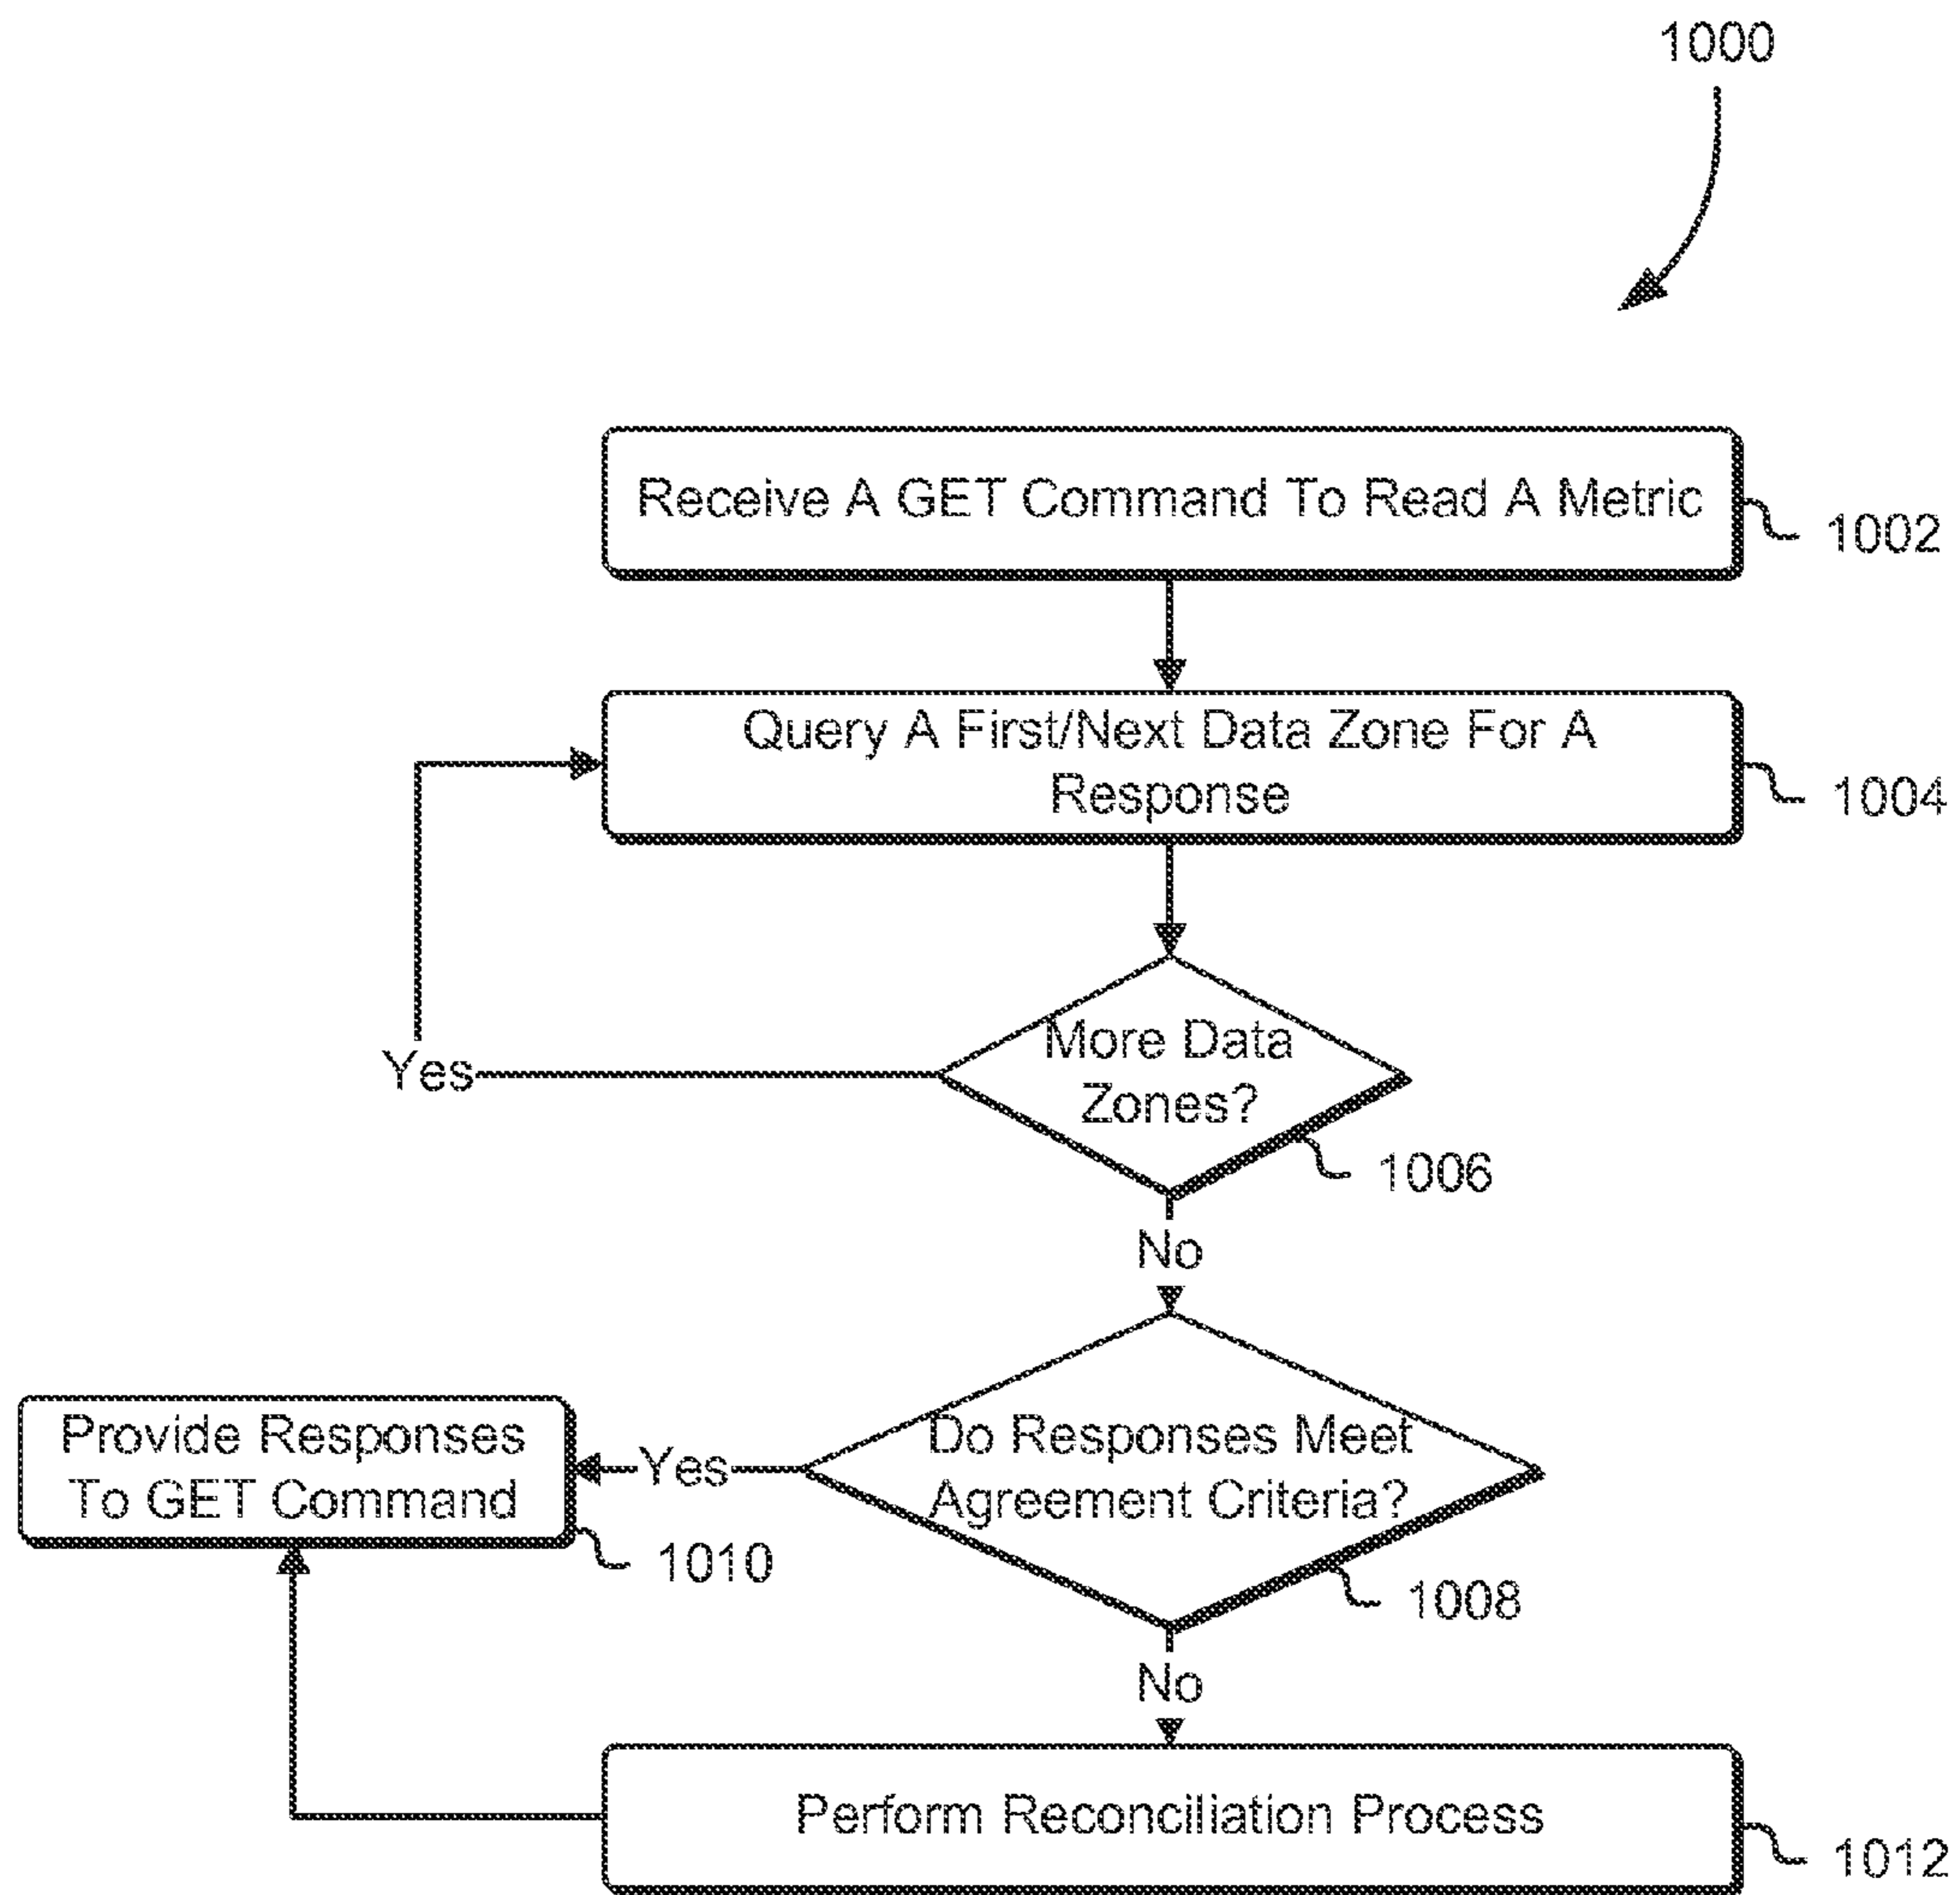 1000
Receive A GET Command To Read A Metric
1002
Query A First/Next Data Zone For A
Response
1004
More Data
Zones?
Yes
1006
No
Do Responses Meet
Agreement Criteria?
Yes
Provide Responses
To GET Command
1010
1008
No
Perform Reconciliation Process
1012